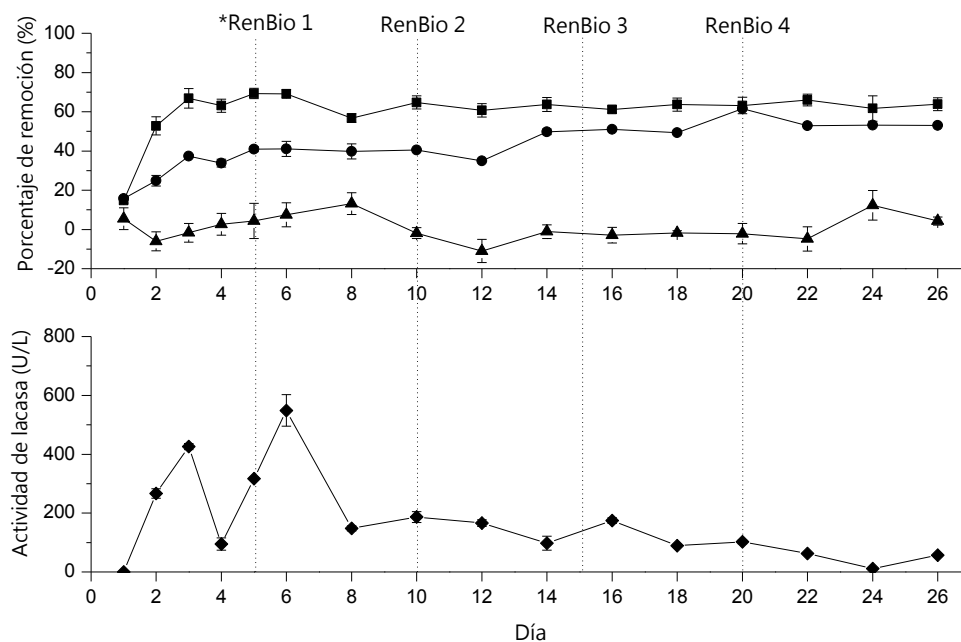 *RenBio 1 RenBio 2 RenBio 3 RenBio 4
Porcentaje de remoción (%)
100
80
60
40
20
0
-20
0 2 4 6 8 10 12 14 16 18 20 22 24 26
Actividad de lacasa (U/L)
800
600
400
200
0
0 2 4 6 8 10 12 14 16 18 20 22 24 26
Día